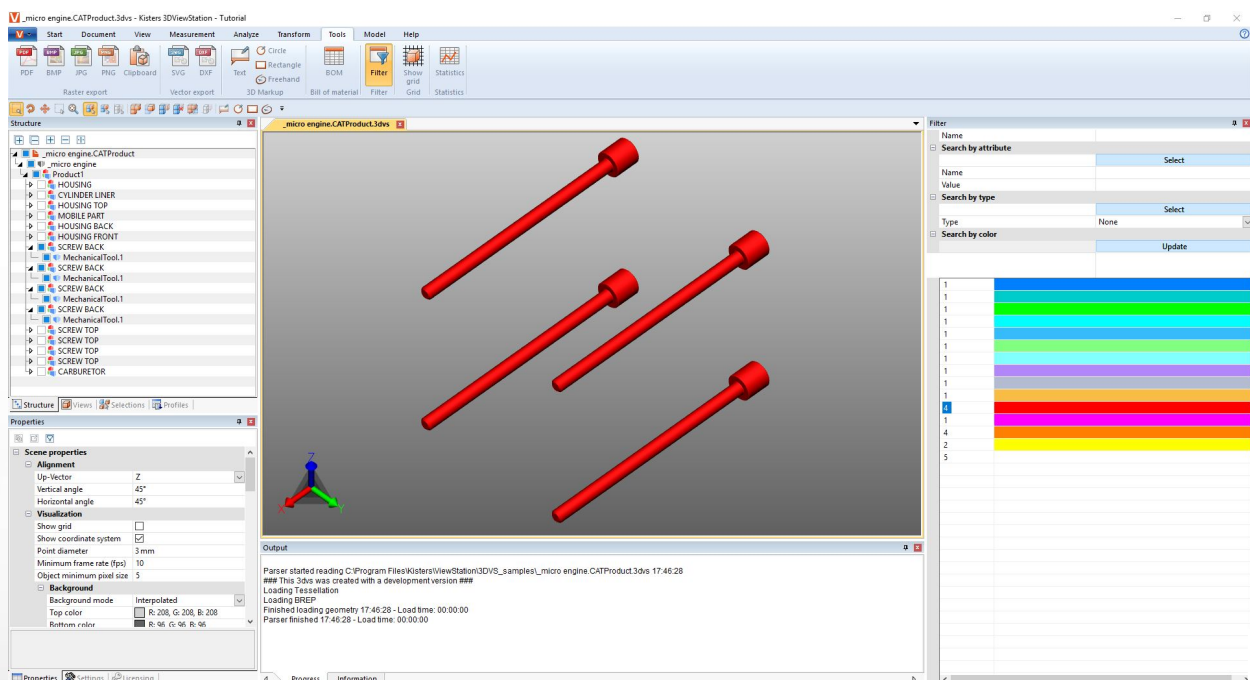 _micro engine.CATProduct.3dvs - Kisters 3DViewStation - Tutorial
Start Document View Measurement Analyze Transform Tools Model Help
PDF BMP JPG PNG Clipboard SVG DXF Text Circle Rectangle Freehand BOM Filter Show grid Statistics
Raster export Vector export 3D Markup Bill of material Filter Grid Statistics
Structure
_micro engine.CATProduct
_micro engine
Product1
HOUSING
CYLINDER LINER
HOUSING TOP
MOBILE PART
HOUSING BACK
HOUSING FRONT
SCREW BACK
MechanicalTool.1
SCREW BACK
MechanicalTool.1
SCREW BACK
MechanicalTool.1
SCREW BACK
MechanicalTool.1
SCREW TOP
SCREW TOP
SCREW TOP
SCREW TOP
CARBURETOR
Structure Views Selections Profiles
Properties
Scene properties
Alignment
Up-Vector Z
Vertical angle 45°
Horizontal angle 45°
Visualization
Show grid
Show coordinate system
Point diameter 3 mm
Minimum frame rate (fps) 10
Object minimum pixel size 5
Background
Background mode Interpolated
Top color R: 208, G: 208, B: 208
Bottom color R: 96, G: 96, B: 96
Properties Settings Licensing
_micro engine.CATProduct.3dvs
Z
X
Y
Output
Parser started reading C:\Program Files\Kisters\ViewStation\3DVS_samples\_micro engine.CATProduct.3dvs 17:46:28
### This 3dvs was created with a development version ###
Loading Tessellation
Loading BREP
Finished loading geometry 17:46:28 - Load time: 00:00:00
Parser finished 17:46:28 - Load time: 00:00:00
Progress Information
Filter
Name
Search by attribute
Select
Name
Value
Search by type
Select
Type None
Search by color
Update
1
1
1
1
1
1
1
1
1
1
4
1
4
2
5